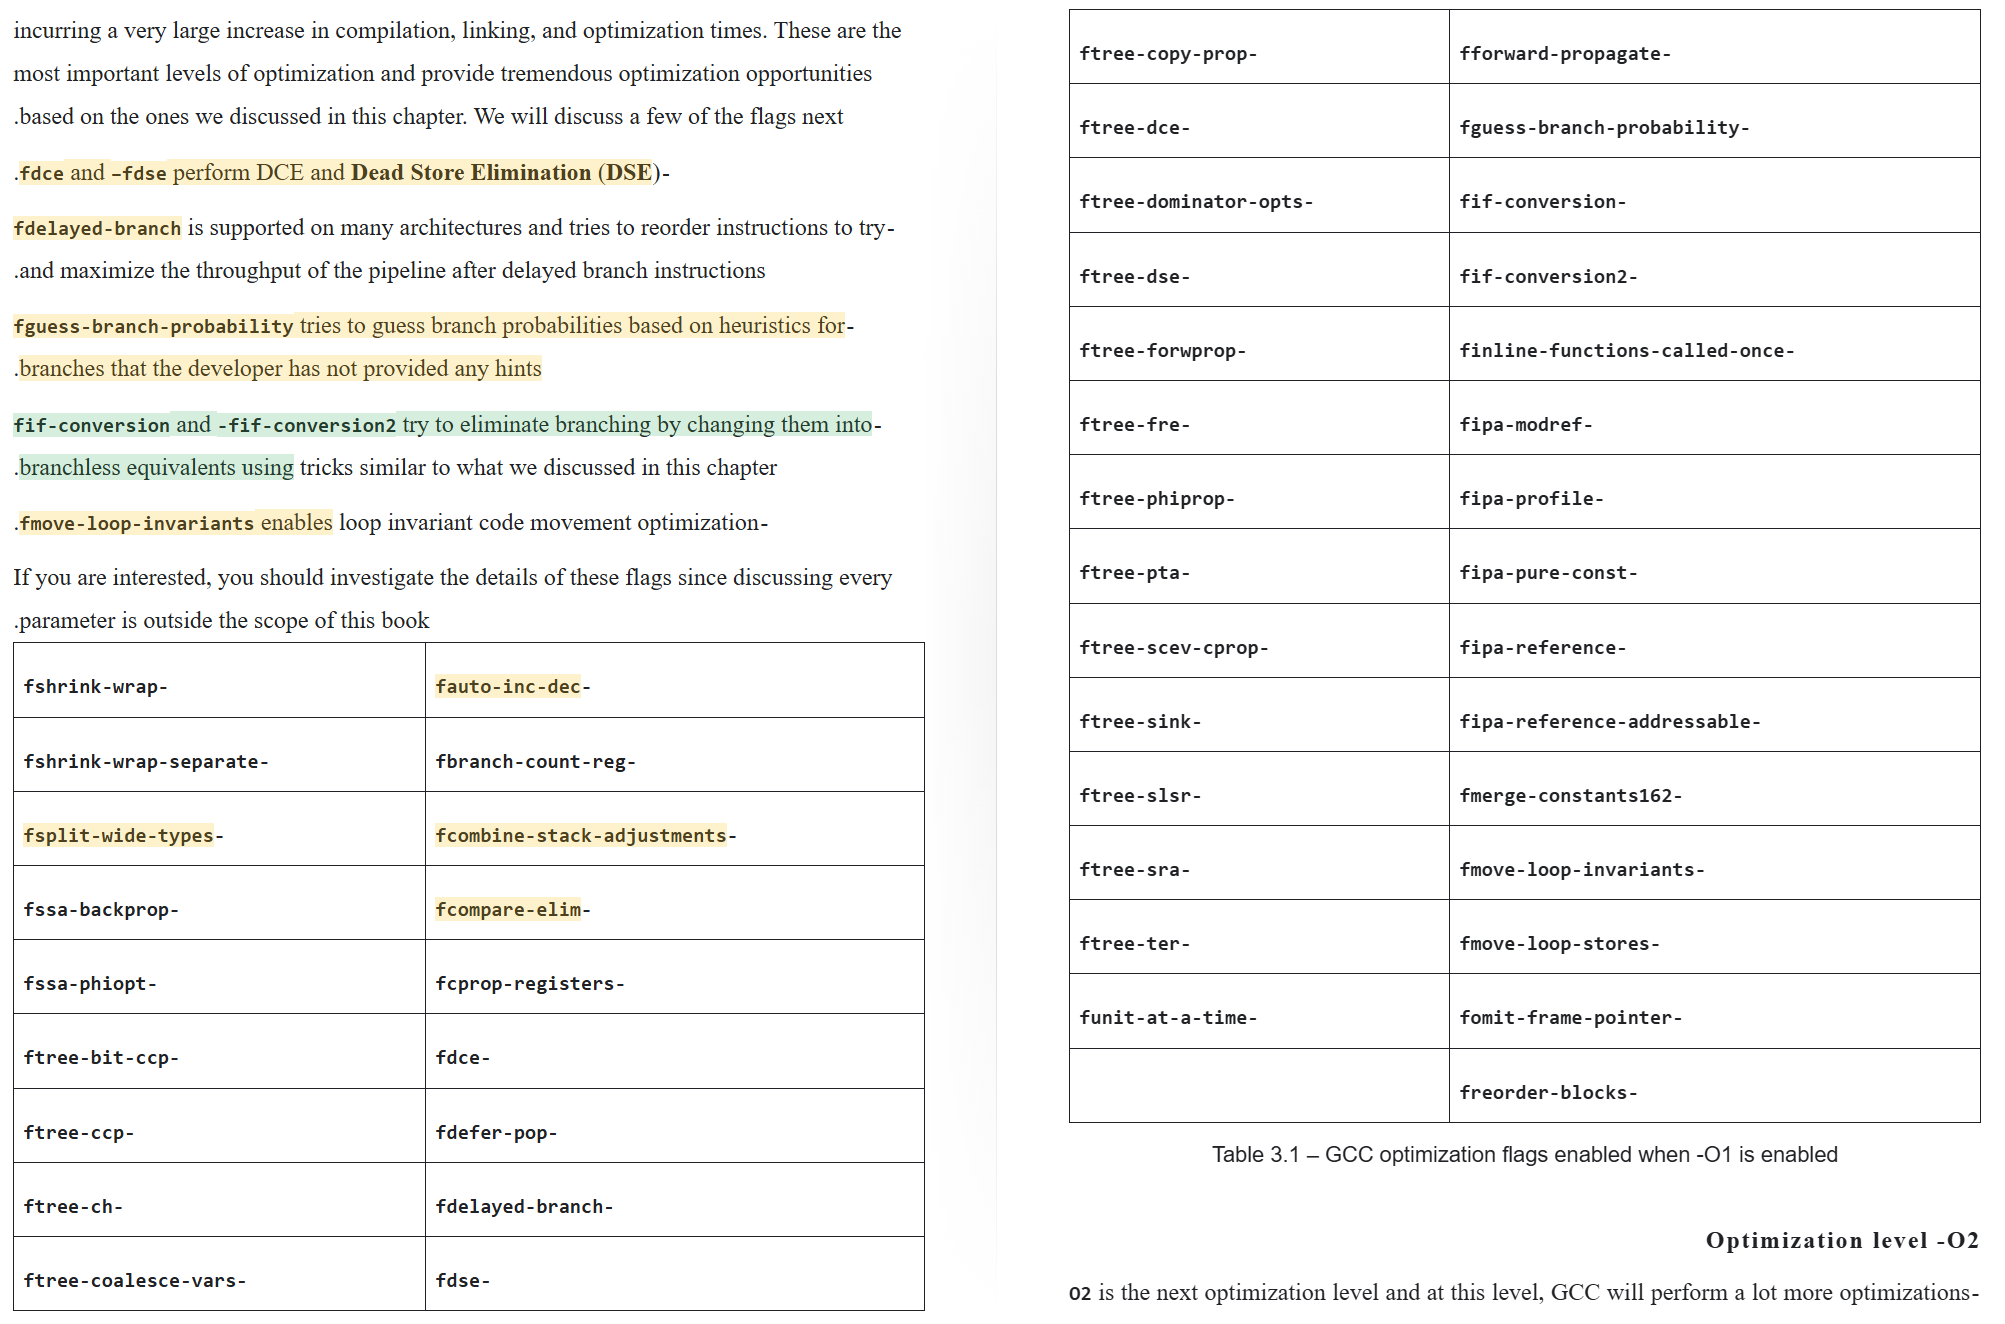 incurring a very large increase in compilation, linking, and optimization times. These are the
most important levels of optimization and provide tremendous optimization opportunities
.based on the ones we discussed in this chapter. We will discuss a few of the flags next
.fdce and –fdse perform DCE and Dead Store Elimination (DSE)-
fdelayed-branch is supported on many architectures and tries to reorder instructions to try-
.and maximize the throughput of the pipeline after delayed branch instructions
fguess-branch-probability tries to guess branch probabilities based on heuristics for-
.branches that the developer has not provided any hints
fif-conversion and -fif-conversion2 try to eliminate branching by changing them into-
.branchless equivalents using tricks similar to what we discussed in this chapter
.fmove-loop-invariants enables loop invariant code movement optimization-
If you are interested, you should investigate the details of these flags since discussing every
.parameter is outside the scope of this book
fshrink-wrap- fauto-inc-dec-
fshrink-wrap-separate- fbranch-count-reg-
fsplit-wide-types- fcombine-stack-adjustments-
fssa-backprop- fcompare-elim-
fssa-phiopt- fcprop-registers-
ftree-bit-ccp- fdce-
ftree-ccp- fdefer-pop-
ftree-ch- fdelayed-branch-
ftree-coalesce-vars- fdse-
ftree-copy-prop- fforward-propagate-
ftree-dce- fguess-branch-probability-
ftree-dominator-opts- fif-conversion-
ftree-dse- fif-conversion2-
ftree-forwprop- finline-functions-called-once-
ftree-fre- fipa-modref-
ftree-phiprop- fipa-profile-
ftree-pta- fipa-pure-const-
ftree-scev-cprop- fipa-reference-
ftree-sink- fipa-reference-addressable-
ftree-slsr- fmerge-constants162-
ftree-sra- fmove-loop-invariants-
ftree-ter- fmove-loop-stores-
funit-at-a-time- fomit-frame-pointer-
freorder-blocks-
Table 3.1 – GCC optimization flags enabled when -O1 is enabled
Optimization level -O2
O2 is the next optimization level and at this level, GCC will perform a lot more optimizations-